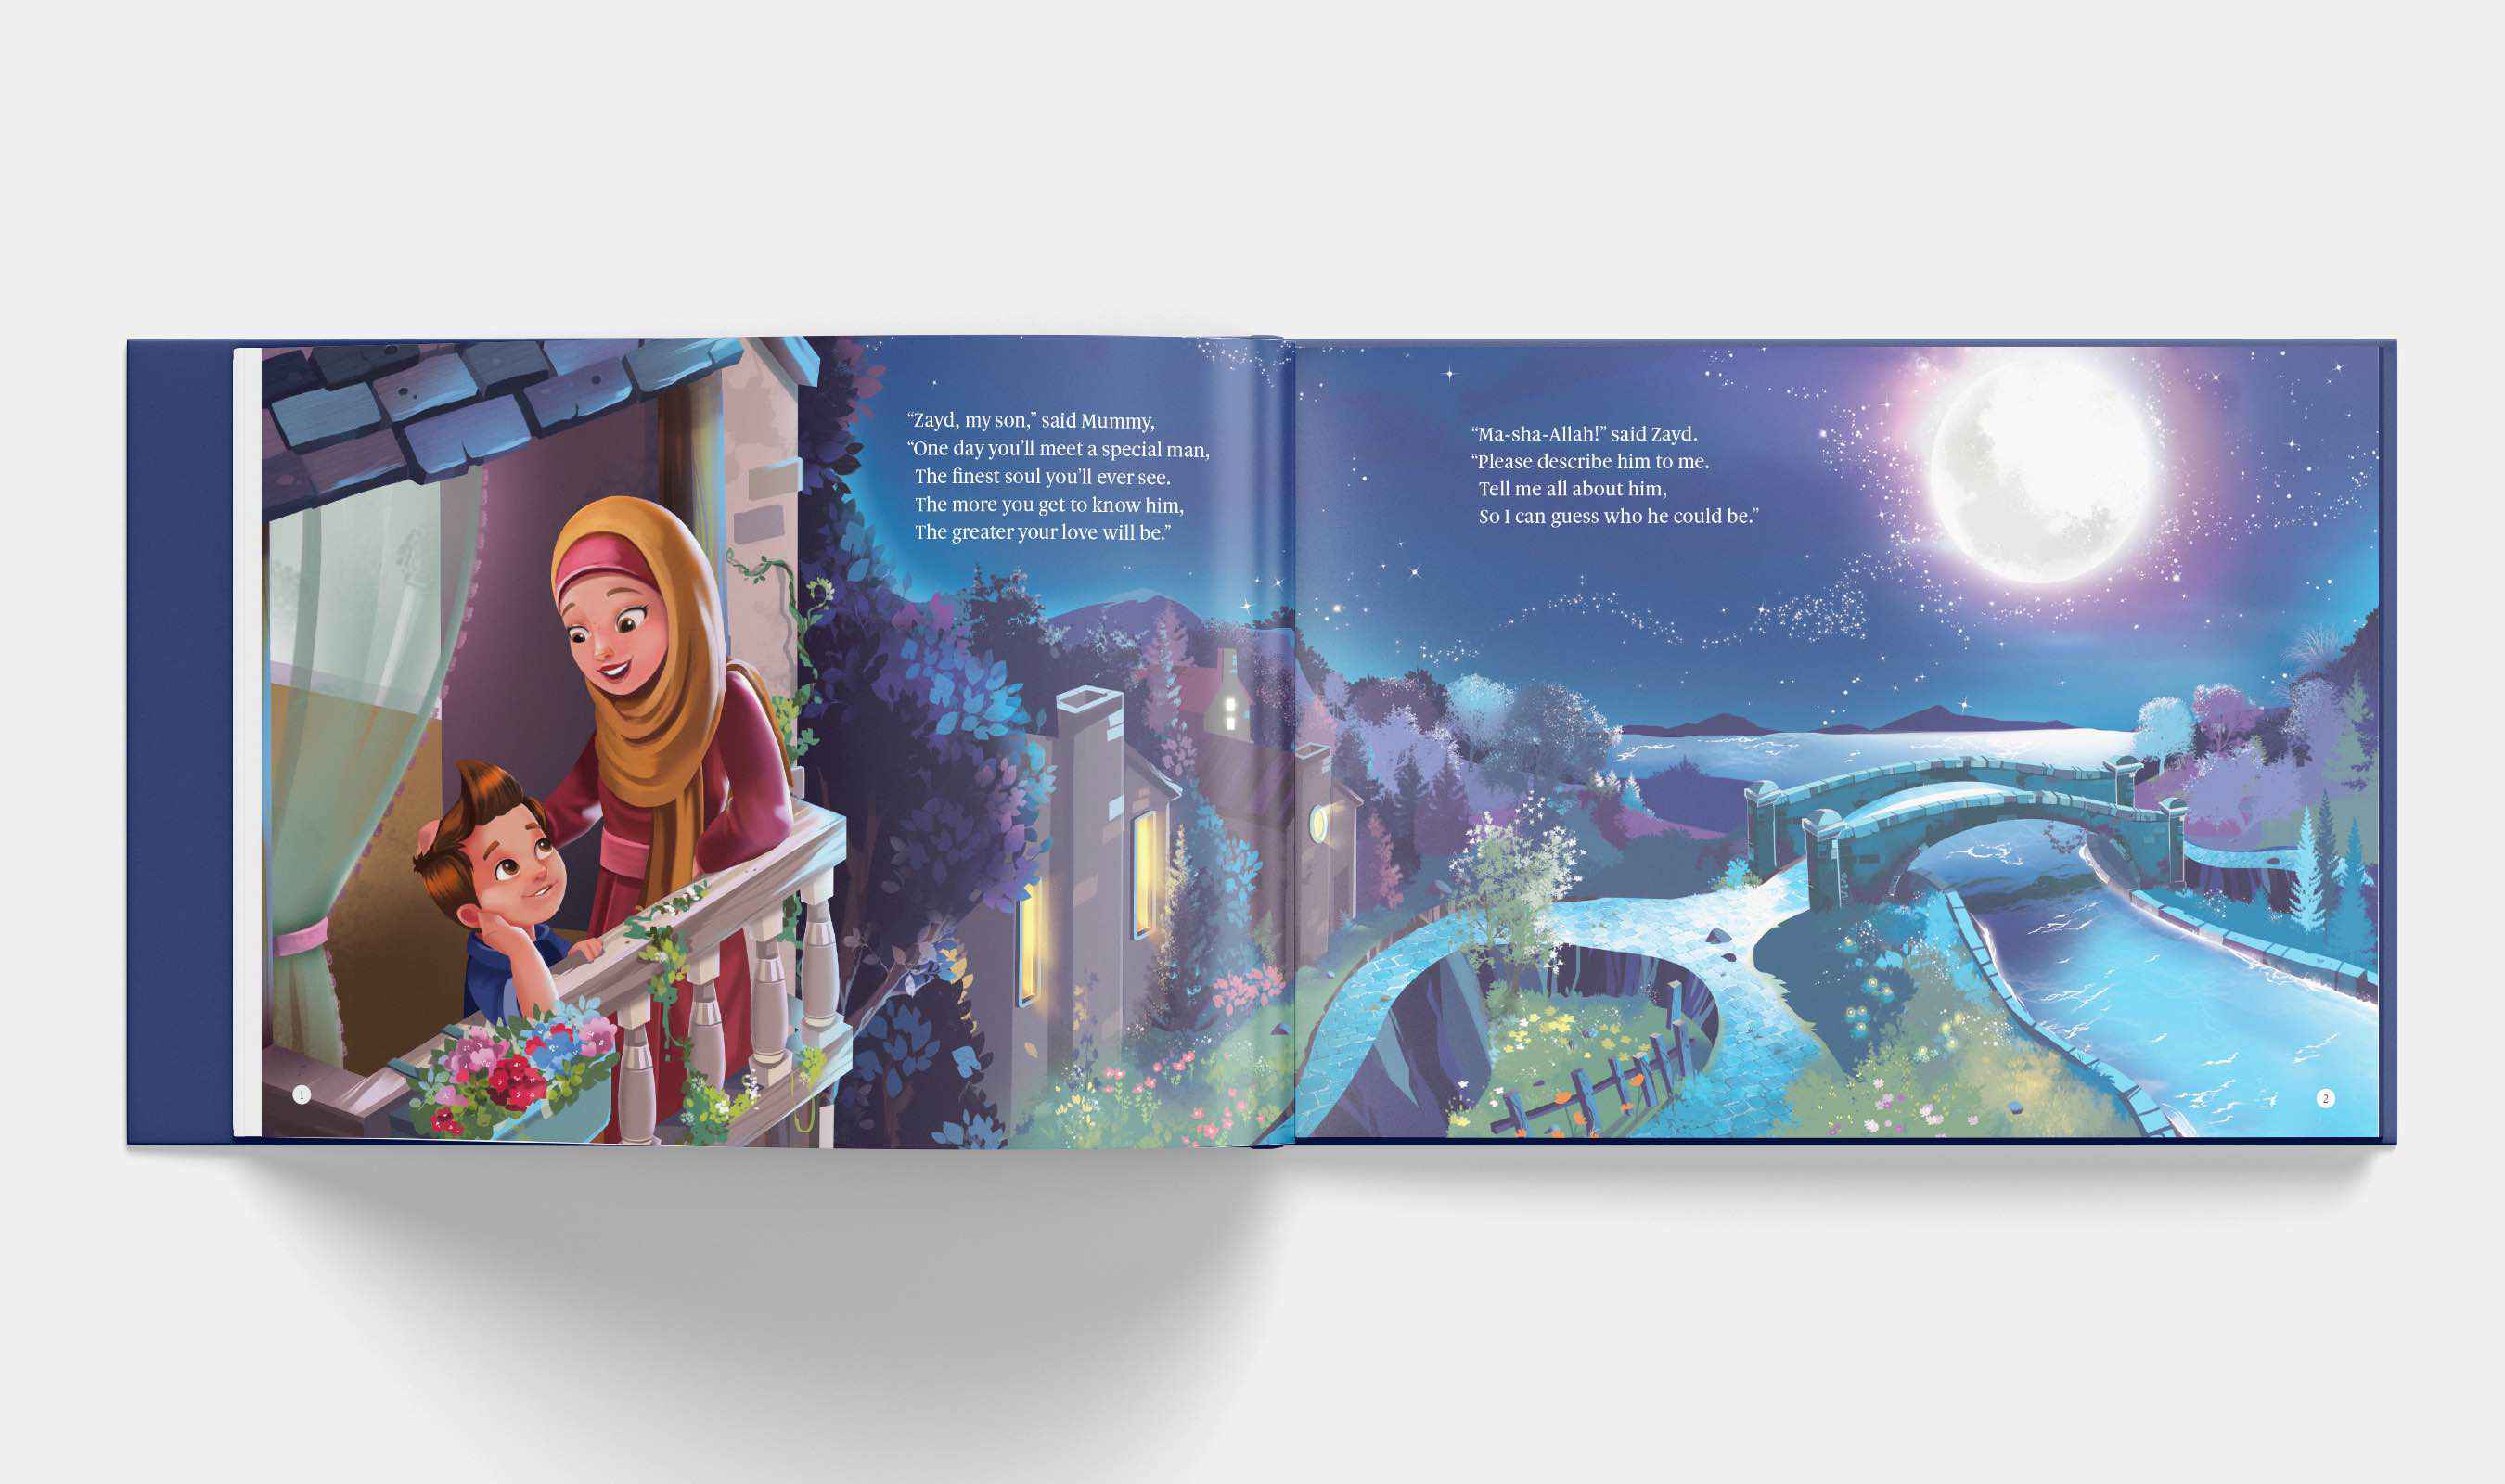 “Zayd, my son,” said Mummy,
“One day you’ll meet a special man,
The finest soul you’ll ever see.
The more you get to know him,
The greater your love will be.”
“Ma-sha-Allah!” said Zayd.
“Please describe him to me.
Tell me all about him,
So I can guess who he could be.”
1
2